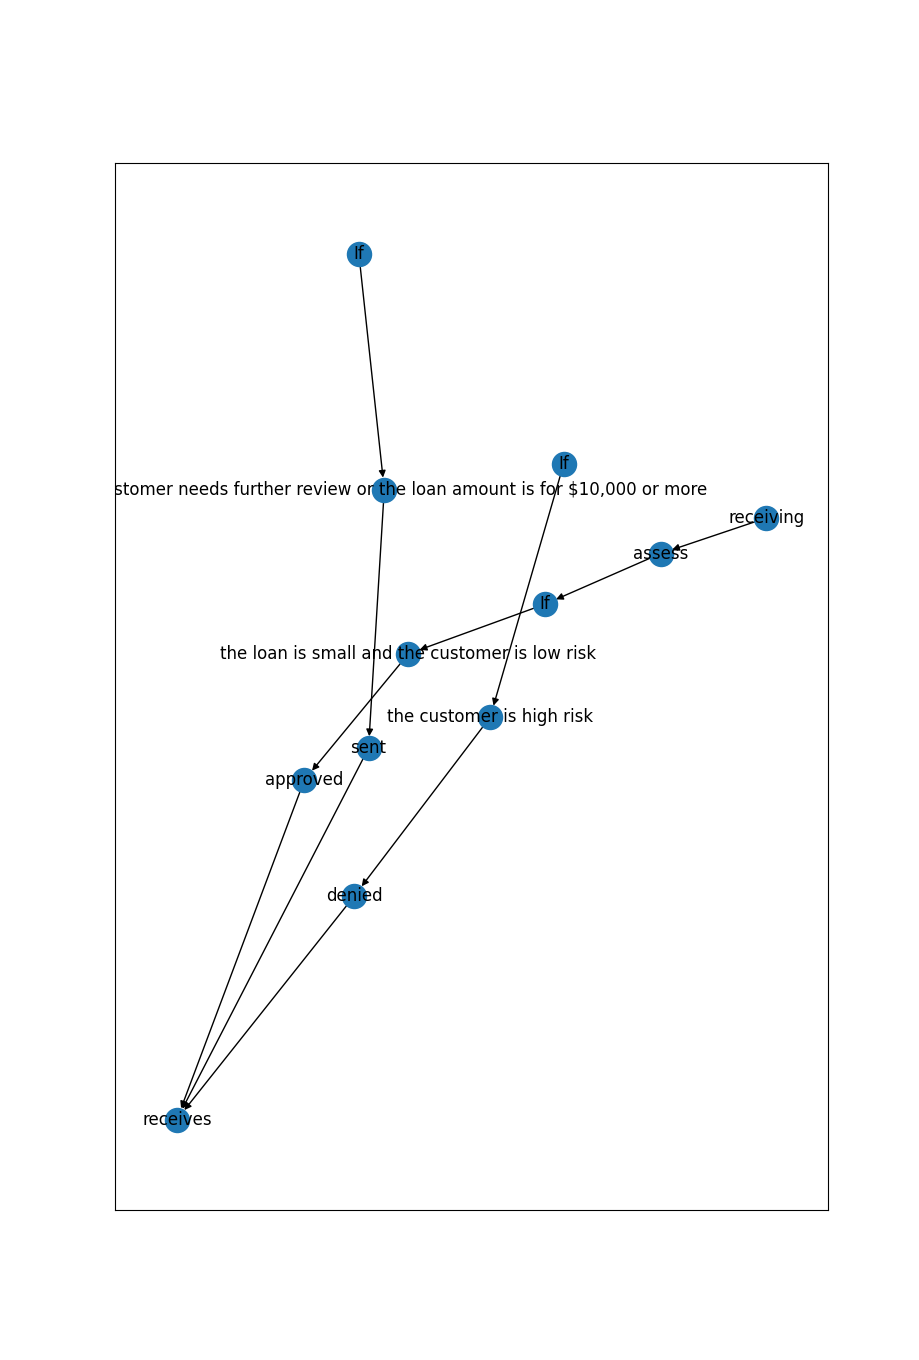 If
If
stomer needs further review or the loan amount is for $10,000 or more
receiving
assess
If
the loan is small and the customer is low risk
the customer is high risk
sent
approved
denied
receives